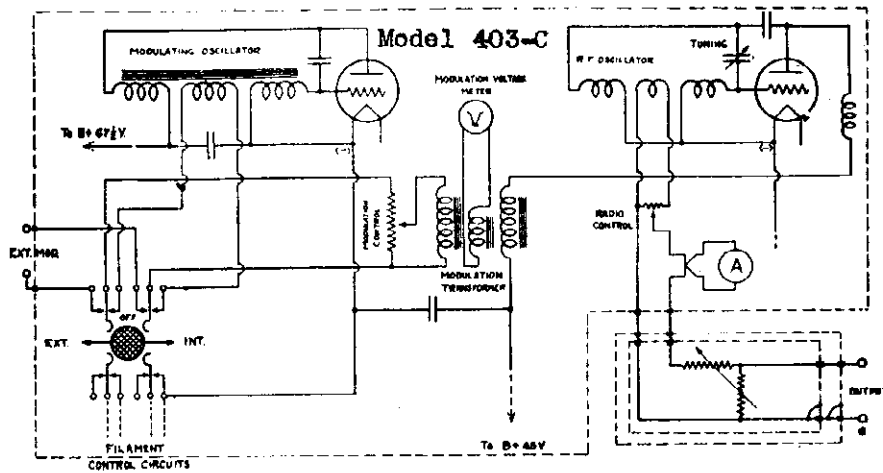 Model 403-C
MODULATING OSCILLATOR
MODULATION VOLTAGE
METER
V
R F OSCILLATOR
TUNING
To B+ 67½ V.
(-)
(-)
MODULATION
CONTROL
RADIO
CONTROL
EXT. MOD.
MODULATION
TRANSFORMER
A
OFF
EXT.
INT.
OUTPUT
G
To B+ 45V
FILAMENT
CONTROL CIRCUITS